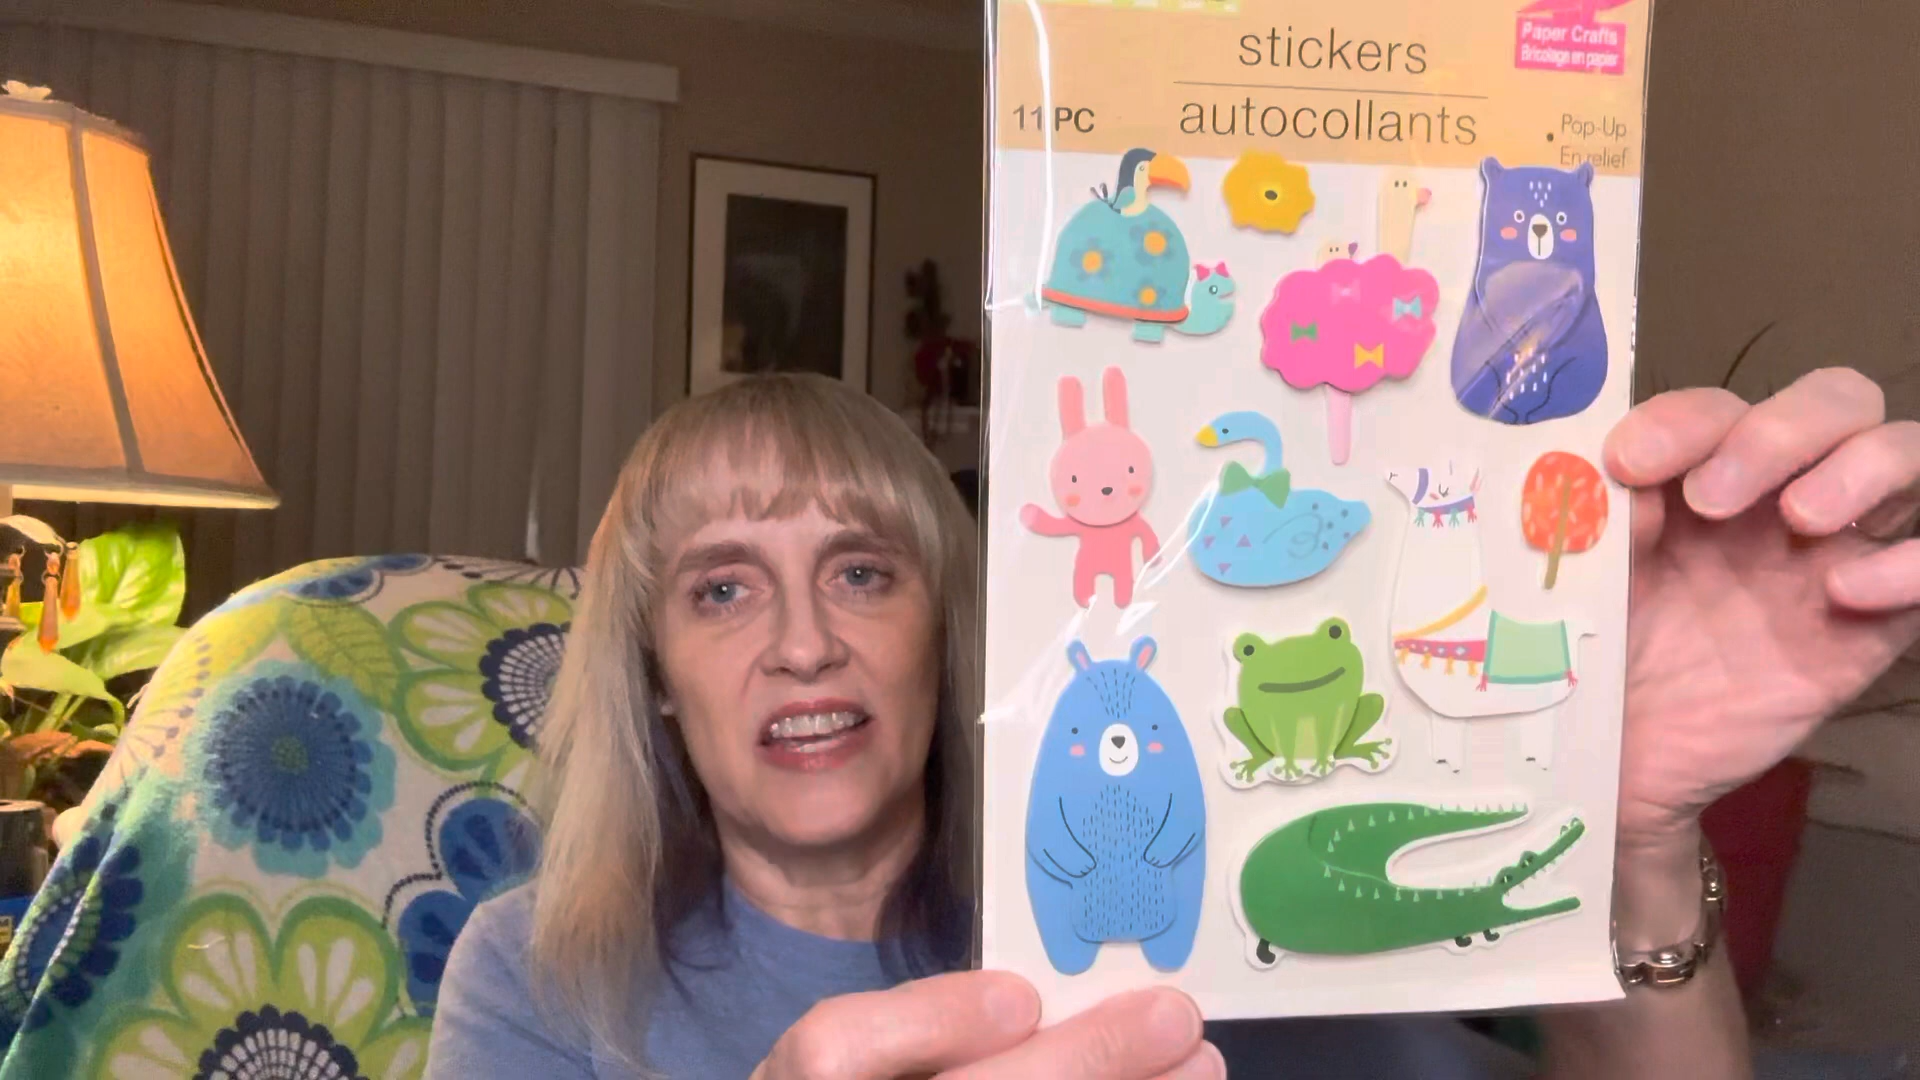 stickers
autocollants
11 PC
Pop-Up
En relief
Paper Crafts
Bricolage en papier